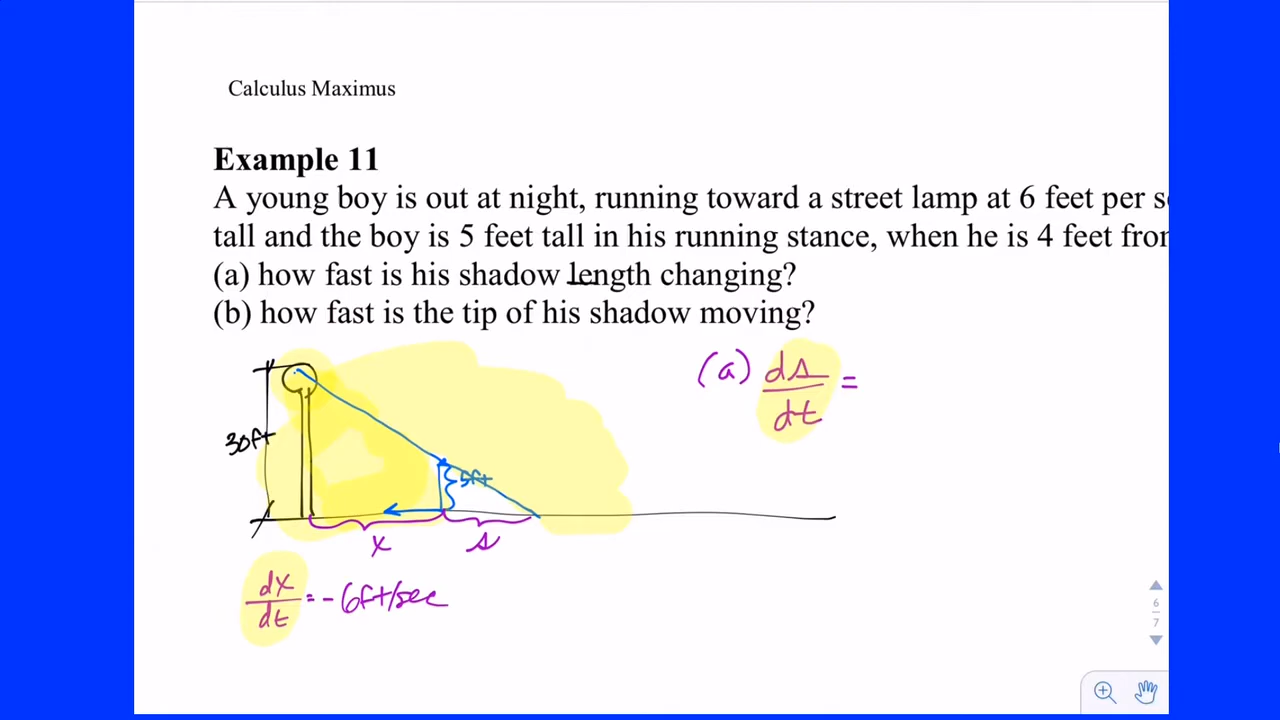 Calculus Maximus
Example 11
A young boy is out at night, running toward a street lamp at 6 feet per s
tall and the boy is 5 feet tall in his running stance, when he is 4 feet from
(a) how fast is his shadow length changing?
(b) how fast is the tip of his shadow moving?
(a) ds/dt =
30ft
5ft
x s
dx/dt = - 6ft/sec
6
7